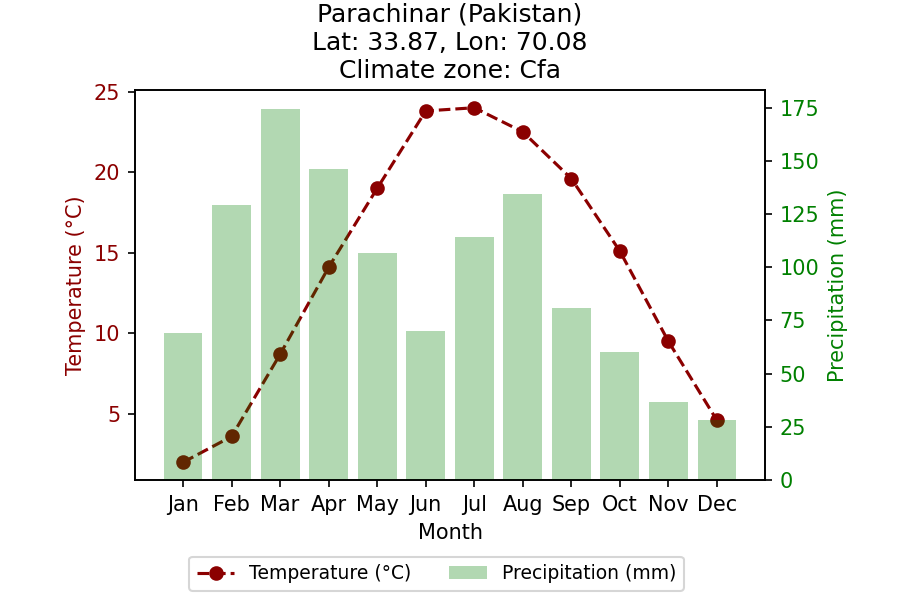 Parachinar (Pakistan)
Lat: 33.87, Lon: 70.08
Climate zone: Cfa
25
20
15
10
5
Temperature (°C)
175
150
125
100
75
50
25
0
Precipitation (mm)
Jan Feb Mar Apr May Jun Jul Aug Sep Oct Nov Dec
Month
Temperature (°C) Precipitation (mm)